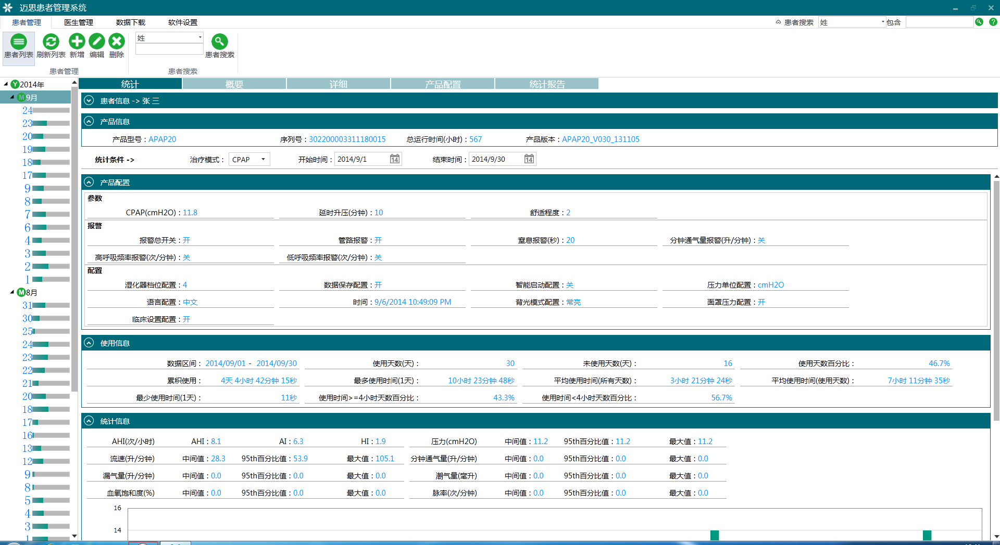 迈思患者管理系统
患者管理 医生管理 数据下载 软件设置 患者搜索 姓 包含
姓
患者列表 刷新列表 新增 编辑 删除 患者搜索
患者管理 患者搜索
Y 2014年
M 9月
24
23
20
19
18
17
9
8
7
6
4
3
2
1
M 8月
31
30
25
24
23
22
21
20
18
17
16
13
12
9
8
5
4
3
1
统计 概要 详细 产品配置 统计报告
患者信息 -> 张 三
产品信息
产品型号：APAP20 序列号：302200003311180015 总运行时间(小时)：567 产品版本：APAP20_V030_131105
统计条件 -> 治疗模式： CPAP 开始时间： 2014/9/1 14 结束时间： 2014/9/30 14
产品配置
参数
CPAP(cmH2O)：11.8 延时升压(分钟)：10 舒适程度：2
报警
报警总开关：开 管路报警：开 窒息报警(秒)：20 分钟通气量报警(升/分钟)：关
高呼吸频率报警(次/分钟)：关 低呼吸频率报警(次/分钟)：关
配置
湿化器档位配置：4 数据保存配置：开 智能启动配置：关 压力单位配置：cmH2O
语言配置：中文 时间：9/6/2014 10:49:09 PM 背光模式配置：常亮 面罩压力配置：开
临床设置配置：开
使用信息
数据区间： 2014/09/01 - 2014/09/30 使用天数(天)： 30 未使用天数(天)： 16 使用天数百分比： 46.7%
累积使用： 4天 4小时 42分钟 15秒 最多使用时间(1天)： 10小时 23分钟 48秒 平均使用时间(所有天数)： 3小时 21分钟 24秒 平均使用时间(使用天数)： 7小时 11分钟 35秒
最少使用时间(1天)： 11秒 使用时间>=4小时天数百分比： 43.3% 使用时间<4小时天数百分比： 56.7%
统计信息
AHI(次/小时) AHI：8.1 AI：6.3 HI：1.9 压力(cmH2O) 中间值：11.2 95th百分比值：11.2 最大值：11.2
流速(升/分钟) 中间值：28.3 95th百分比值：53.9 最大值：105.1 分钟通气量(升/分钟) 中间值：0.0 95th百分比值：0.0 最大值：0.0
漏气量(升/分钟) 中间值：0.0 95th百分比值：0.0 最大值：0.0 潮气量(毫升) 中间值：0.0 95th百分比值：0.0 最大值：0.0
血氧饱和度(%) 中间值：0.0 95th百分比值：0.0 最大值：0.0 脉率(次/分钟) 中间值：0.0 95th百分比值：0.0 最大值：0.0
16
14